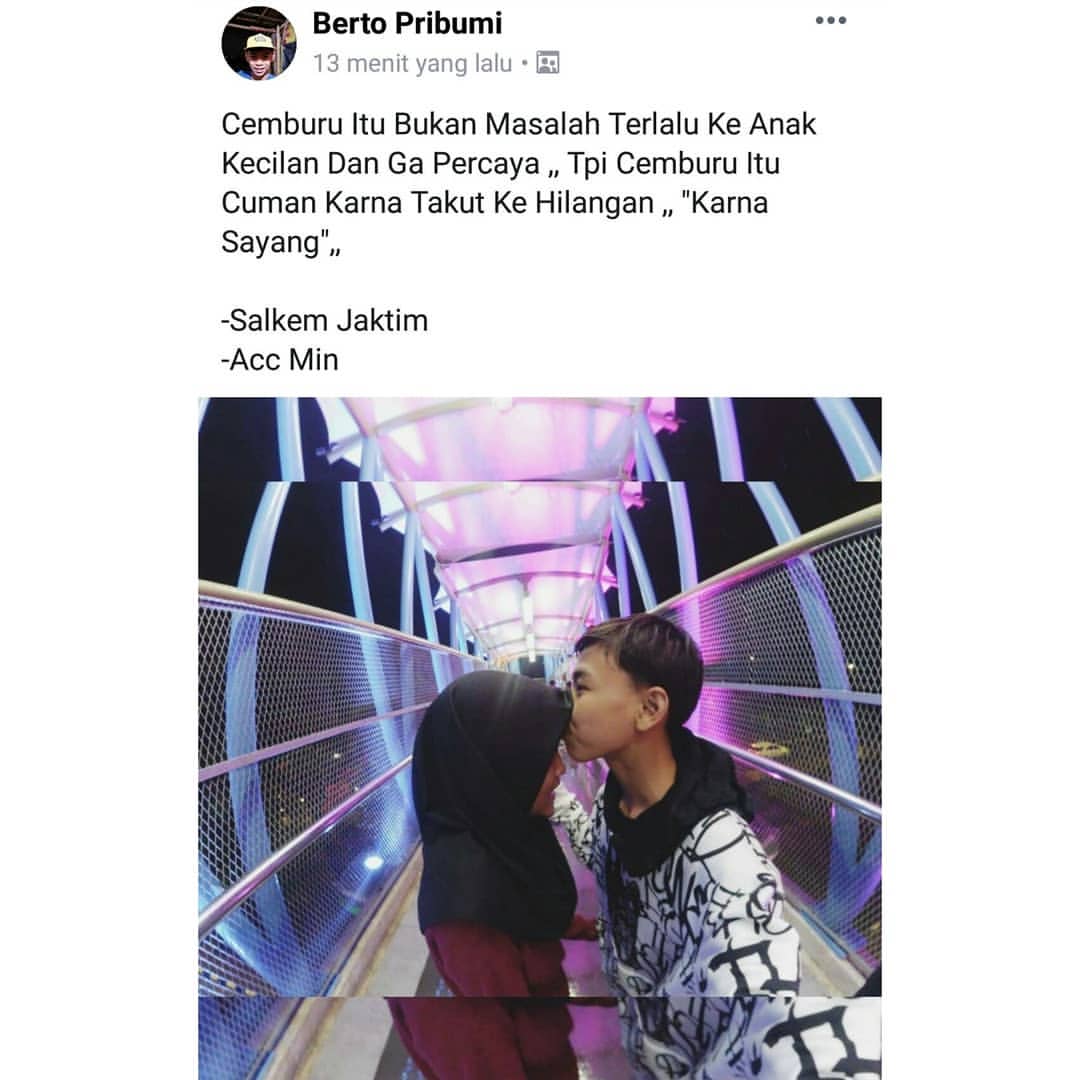 Berto Pribumi
13 menit yang lalu •
Cemburu Itu Bukan Masalah Terlalu Ke Anak
Kecilan Dan Ga Percaya ,, Tpi Cemburu Itu
Cuman Karna Takut Ke Hilangan ,, "Karna
Sayang",,
-Salkem Jaktim
-Acc Min